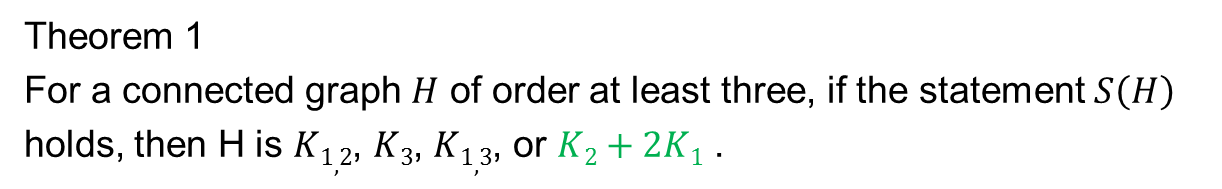 Theorem 1
For a connected graph 𝐻 of order at least three, if the statement 𝑆(𝐻)
holds, then H is 𝐾₁,₂, 𝐾₃, 𝐾₁,₃, or 𝐾₂ + 2𝐾₁ .